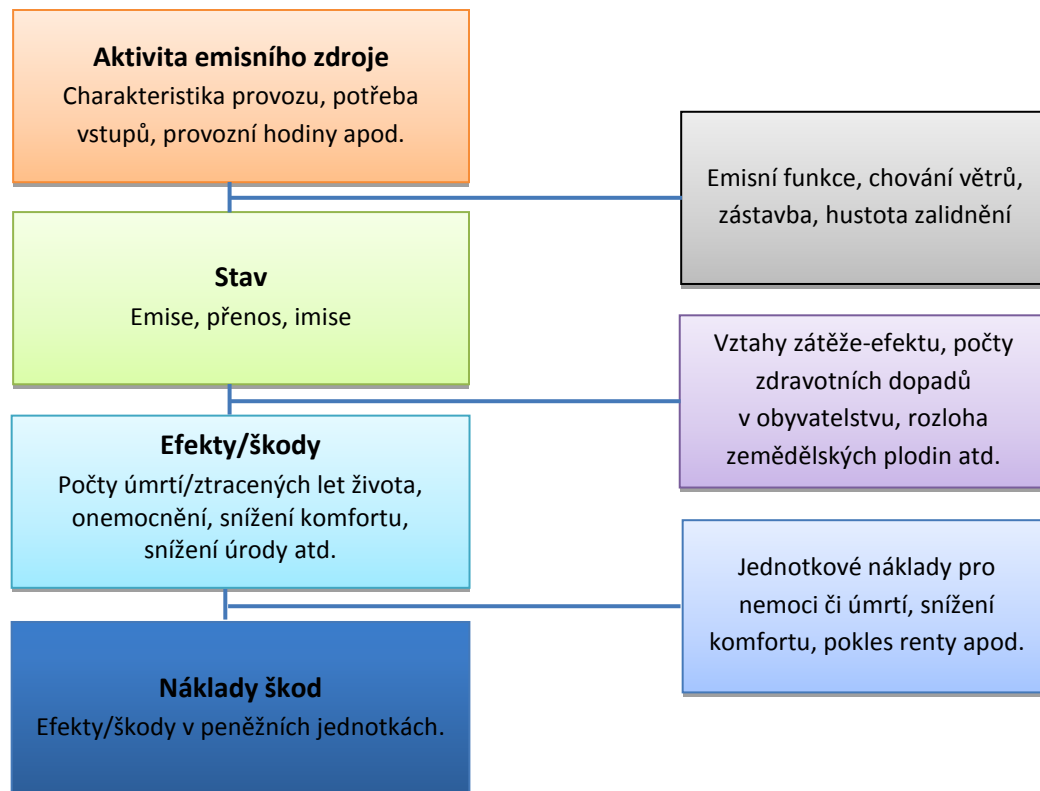 Aktivita emisního zdroje
Charakteristika provozu, potřeba
vstupů, provozní hodiny apod.
Emisní funkce, chování větrů,
zástavba, hustota zalidnění
Stav
Emise, přenos, imise
Vztahy zátěže-efektu, počty
zdravotních dopadů
v obyvatelstvu, rozloha
zemědělských plodin atd.
Efekty/škody
Počty úmrtí/ztracených let života,
onemocnění, snížení komfortu,
snížení úrody atd.
Jednotkové náklady pro
nemoci či úmrtí, snížení
komfortu, pokles renty apod.
Náklady škod
Efekty/škody v peněžních jednotkách.